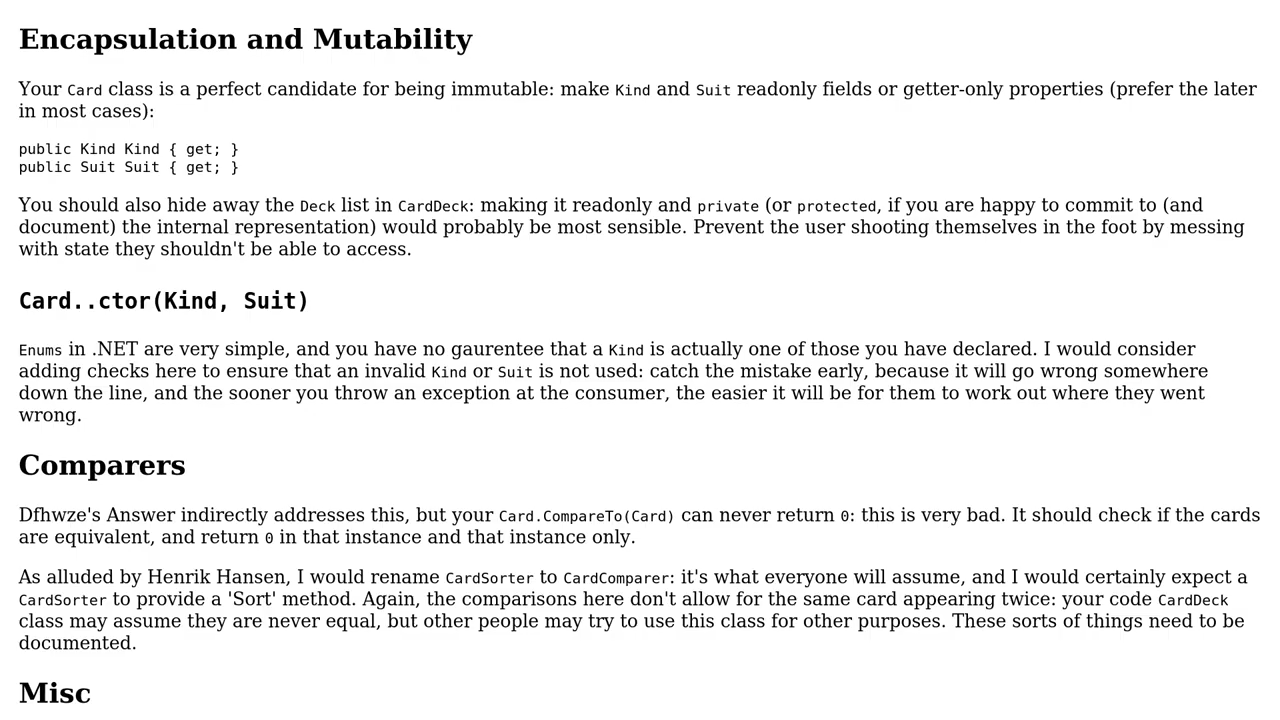 Encapsulation and Mutability
Your Card class is a perfect candidate for being immutable: make Kind and Suit readonly fields or getter-only properties (prefer the later
in most cases):
public Kind Kind { get; }
public Suit Suit { get; }
You should also hide away the Deck list in CardDeck: making it readonly and private (or protected, if you are happy to commit to (and
document) the internal representation) would probably be most sensible. Prevent the user shooting themselves in the foot by messing
with state they shouldn't be able to access.
Card..ctor(Kind, Suit)
Enums in .NET are very simple, and you have no gaurentee that a Kind is actually one of those you have declared. I would consider
adding checks here to ensure that an invalid Kind or Suit is not used: catch the mistake early, because it will go wrong somewhere
down the line, and the sooner you throw an exception at the consumer, the easier it will be for them to work out where they went
wrong.
Comparers
Dfhwze's Answer indirectly addresses this, but your Card.CompareTo(Card) can never return 0: this is very bad. It should check if the cards
are equivalent, and return 0 in that instance and that instance only.
As alluded by Henrik Hansen, I would rename CardSorter to CardComparer: it's what everyone will assume, and I would certainly expect a
CardSorter to provide a 'Sort' method. Again, the comparisons here don't allow for the same card appearing twice: your code CardDeck
class may assume they are never equal, but other people may try to use this class for other purposes. These sorts of things need to be
documented.
Misc